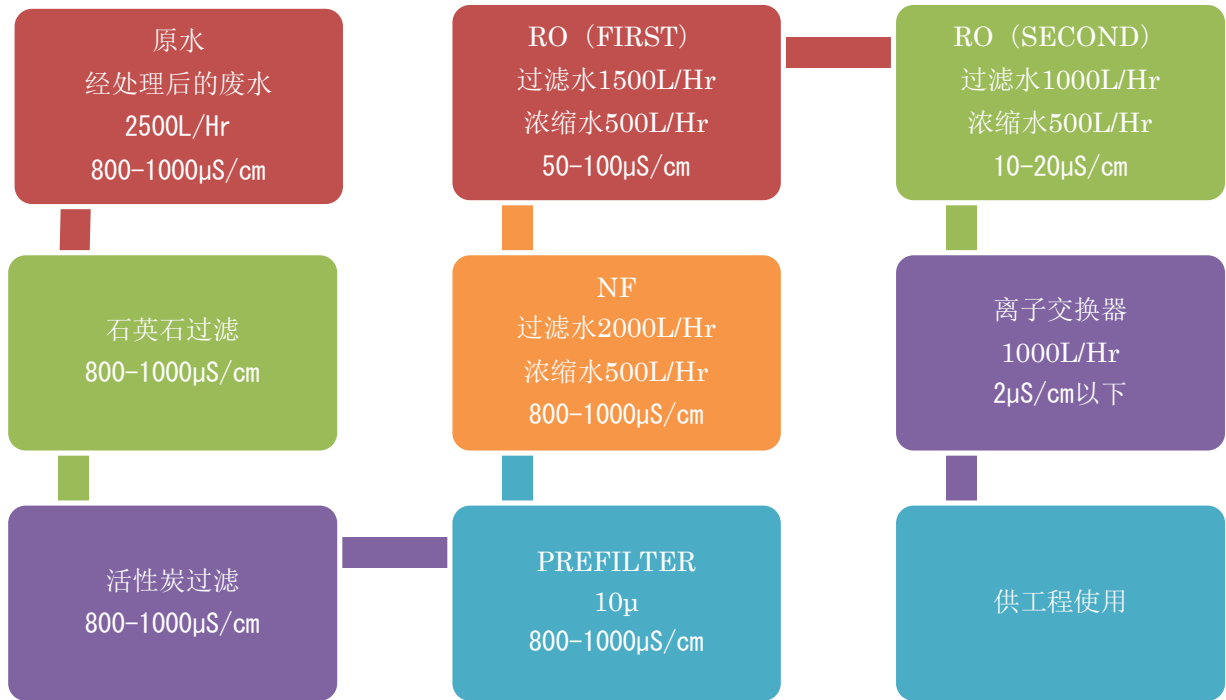 原水
经处理后的废水
2500L/Hr
800-1000μS/cm
石英石过滤
800-1000μS/cm
活性炭过滤
800-1000μS/cm
PREFILTER
10μ
800-1000μS/cm
NF
过滤水2000L/Hr
浓缩水500L/Hr
800-1000μS/cm
RO（FIRST）
过滤水1500L/Hr
浓缩水500L/Hr
50-100μS/cm
RO（SECOND）
过滤水1000L/Hr
浓缩水500L/Hr
10-20μS/cm
离子交换器
1000L/Hr
2μS/cm以下
供工程使用